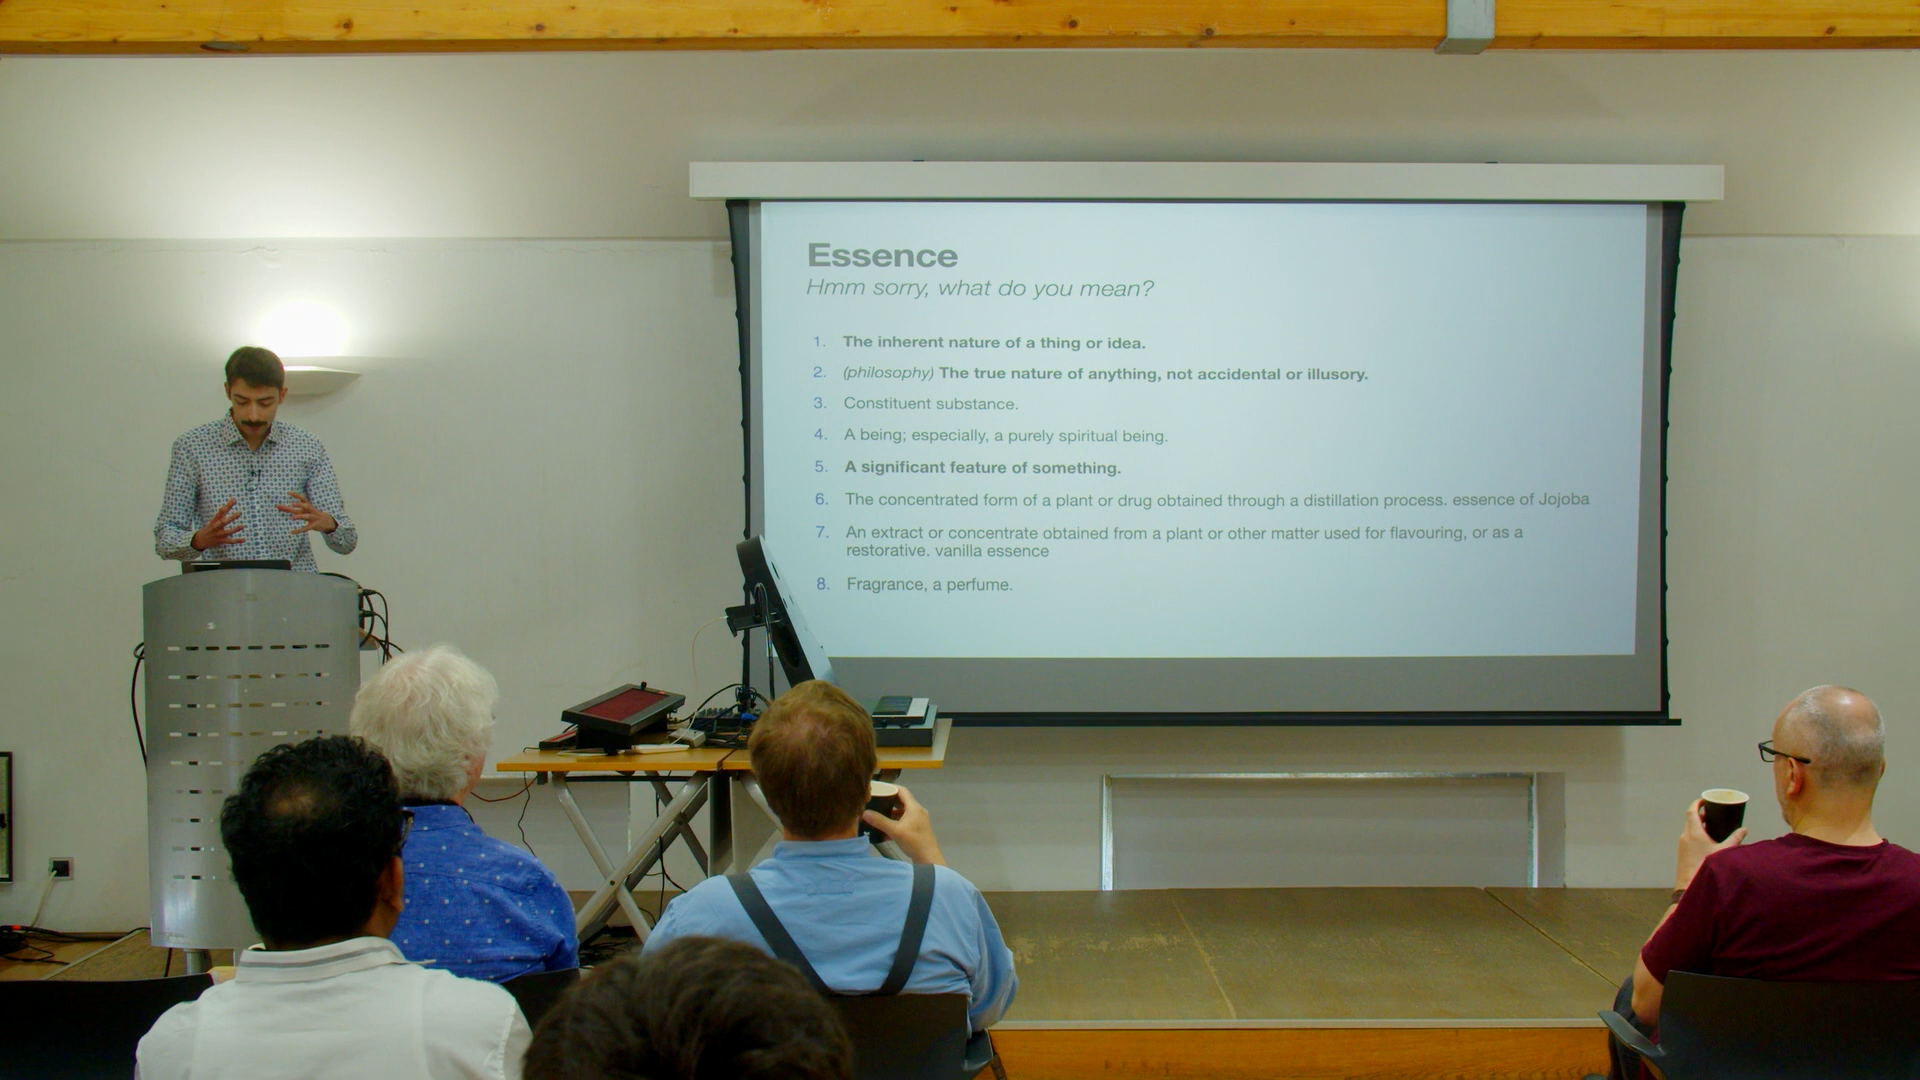 Essence
Hmm sorry, what do you mean?
1. The inherent nature of a thing or idea.
2. (philosophy) The true nature of anything, not accidental or illusory.
3. Constituent substance.
4. A being; especially, a purely spiritual being.
5. A significant feature of something.
6. The concentrated form of a plant or drug obtained through a distillation process. essence of Jojoba
7. An extract or concentrate obtained from a plant or other matter used for flavouring, or as a
restorative. vanilla essence
8. Fragrance, a perfume.